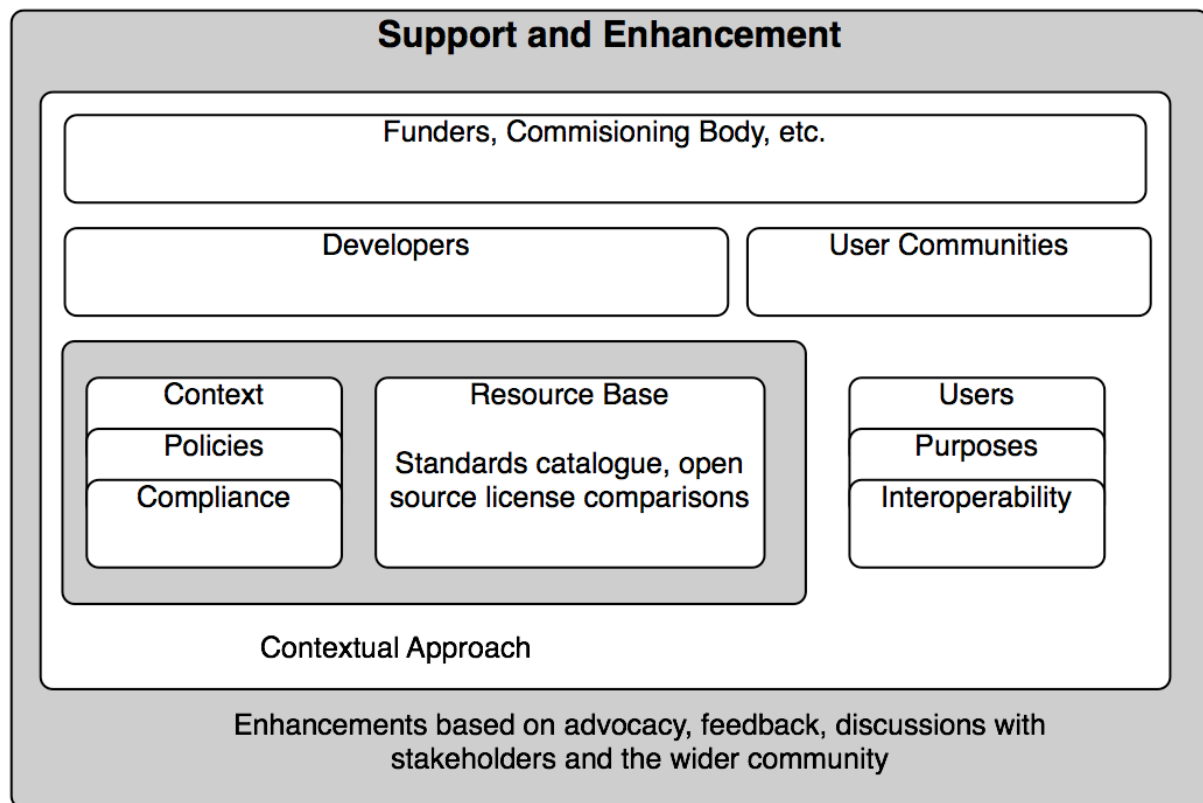 Support and Enhancement
Funders, Commisioning Body, etc.
Developers
User Communities
Context
Policies
Compliance
Resource Base
Standards catalogue, open
source license comparisons
Users
Purposes
Interoperability
Contextual Approach
Enhancements based on advocacy, feedback, discussions with
stakeholders and the wider community